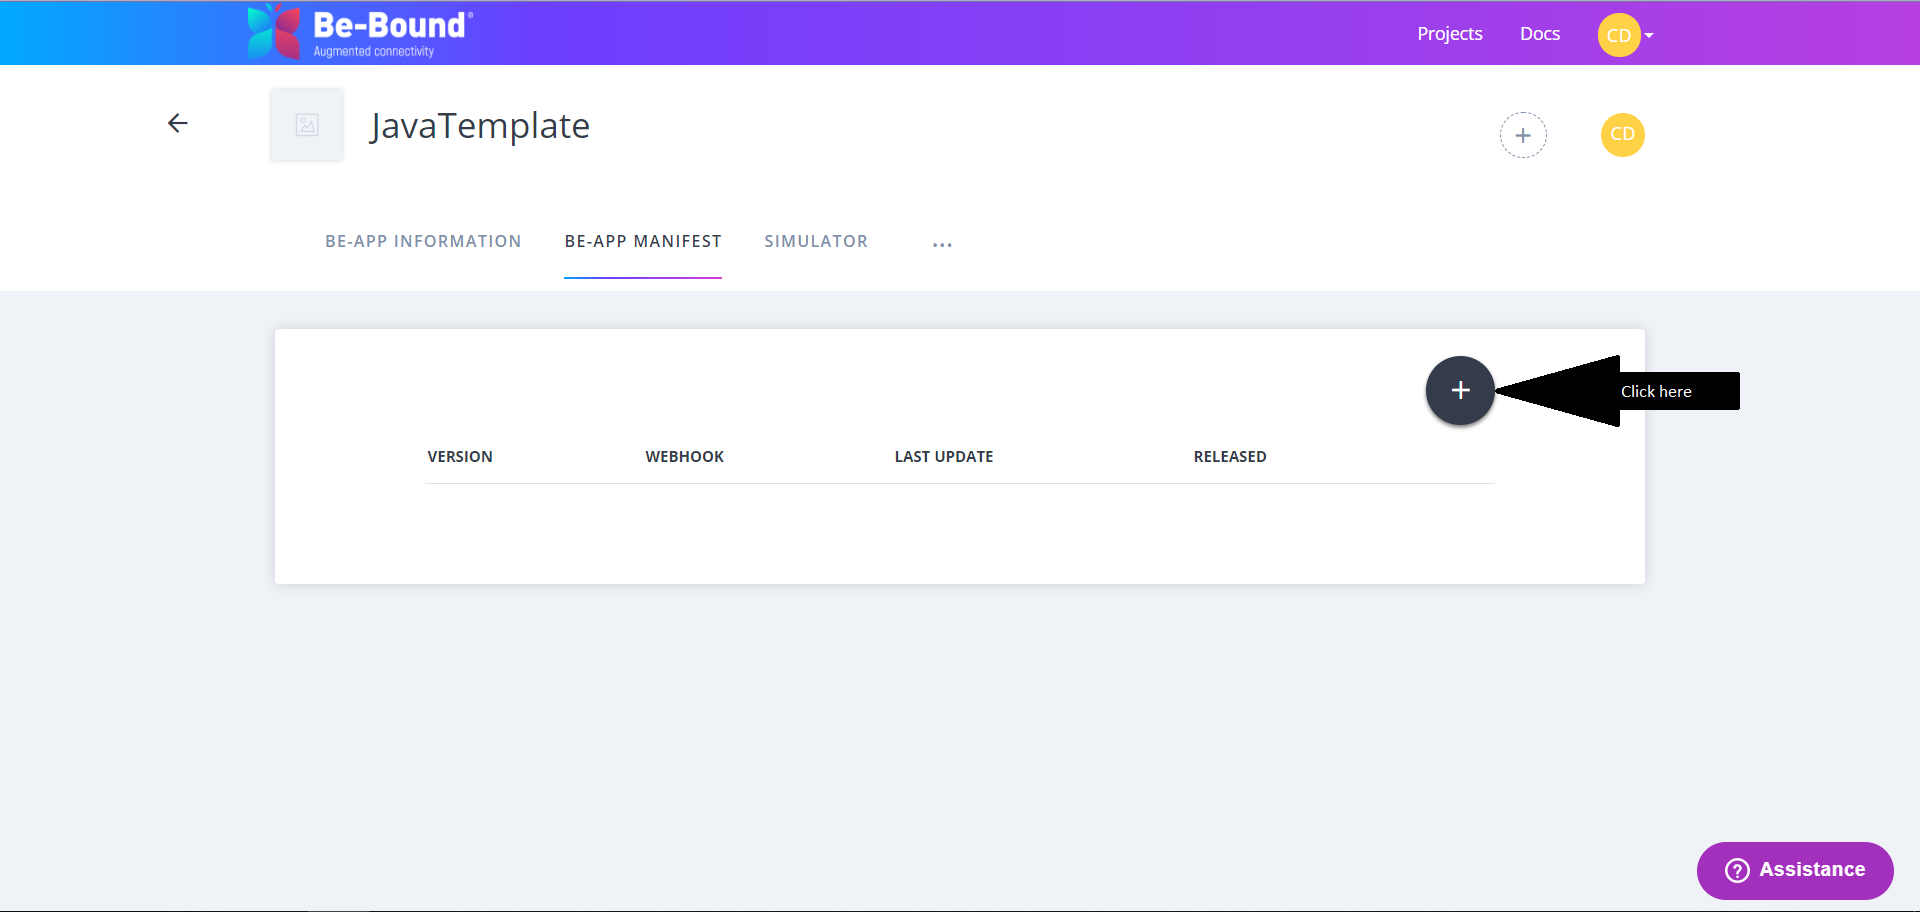 Be-Bound®
Augmented connectivity
Projects
Docs
CD
JavaTemplate
+
CD
BE-APP INFORMATION
BE-APP MANIFEST
SIMULATOR
...
+
Click here
VERSION
WEBHOOK
LAST UPDATE
RELEASED
? Assistance